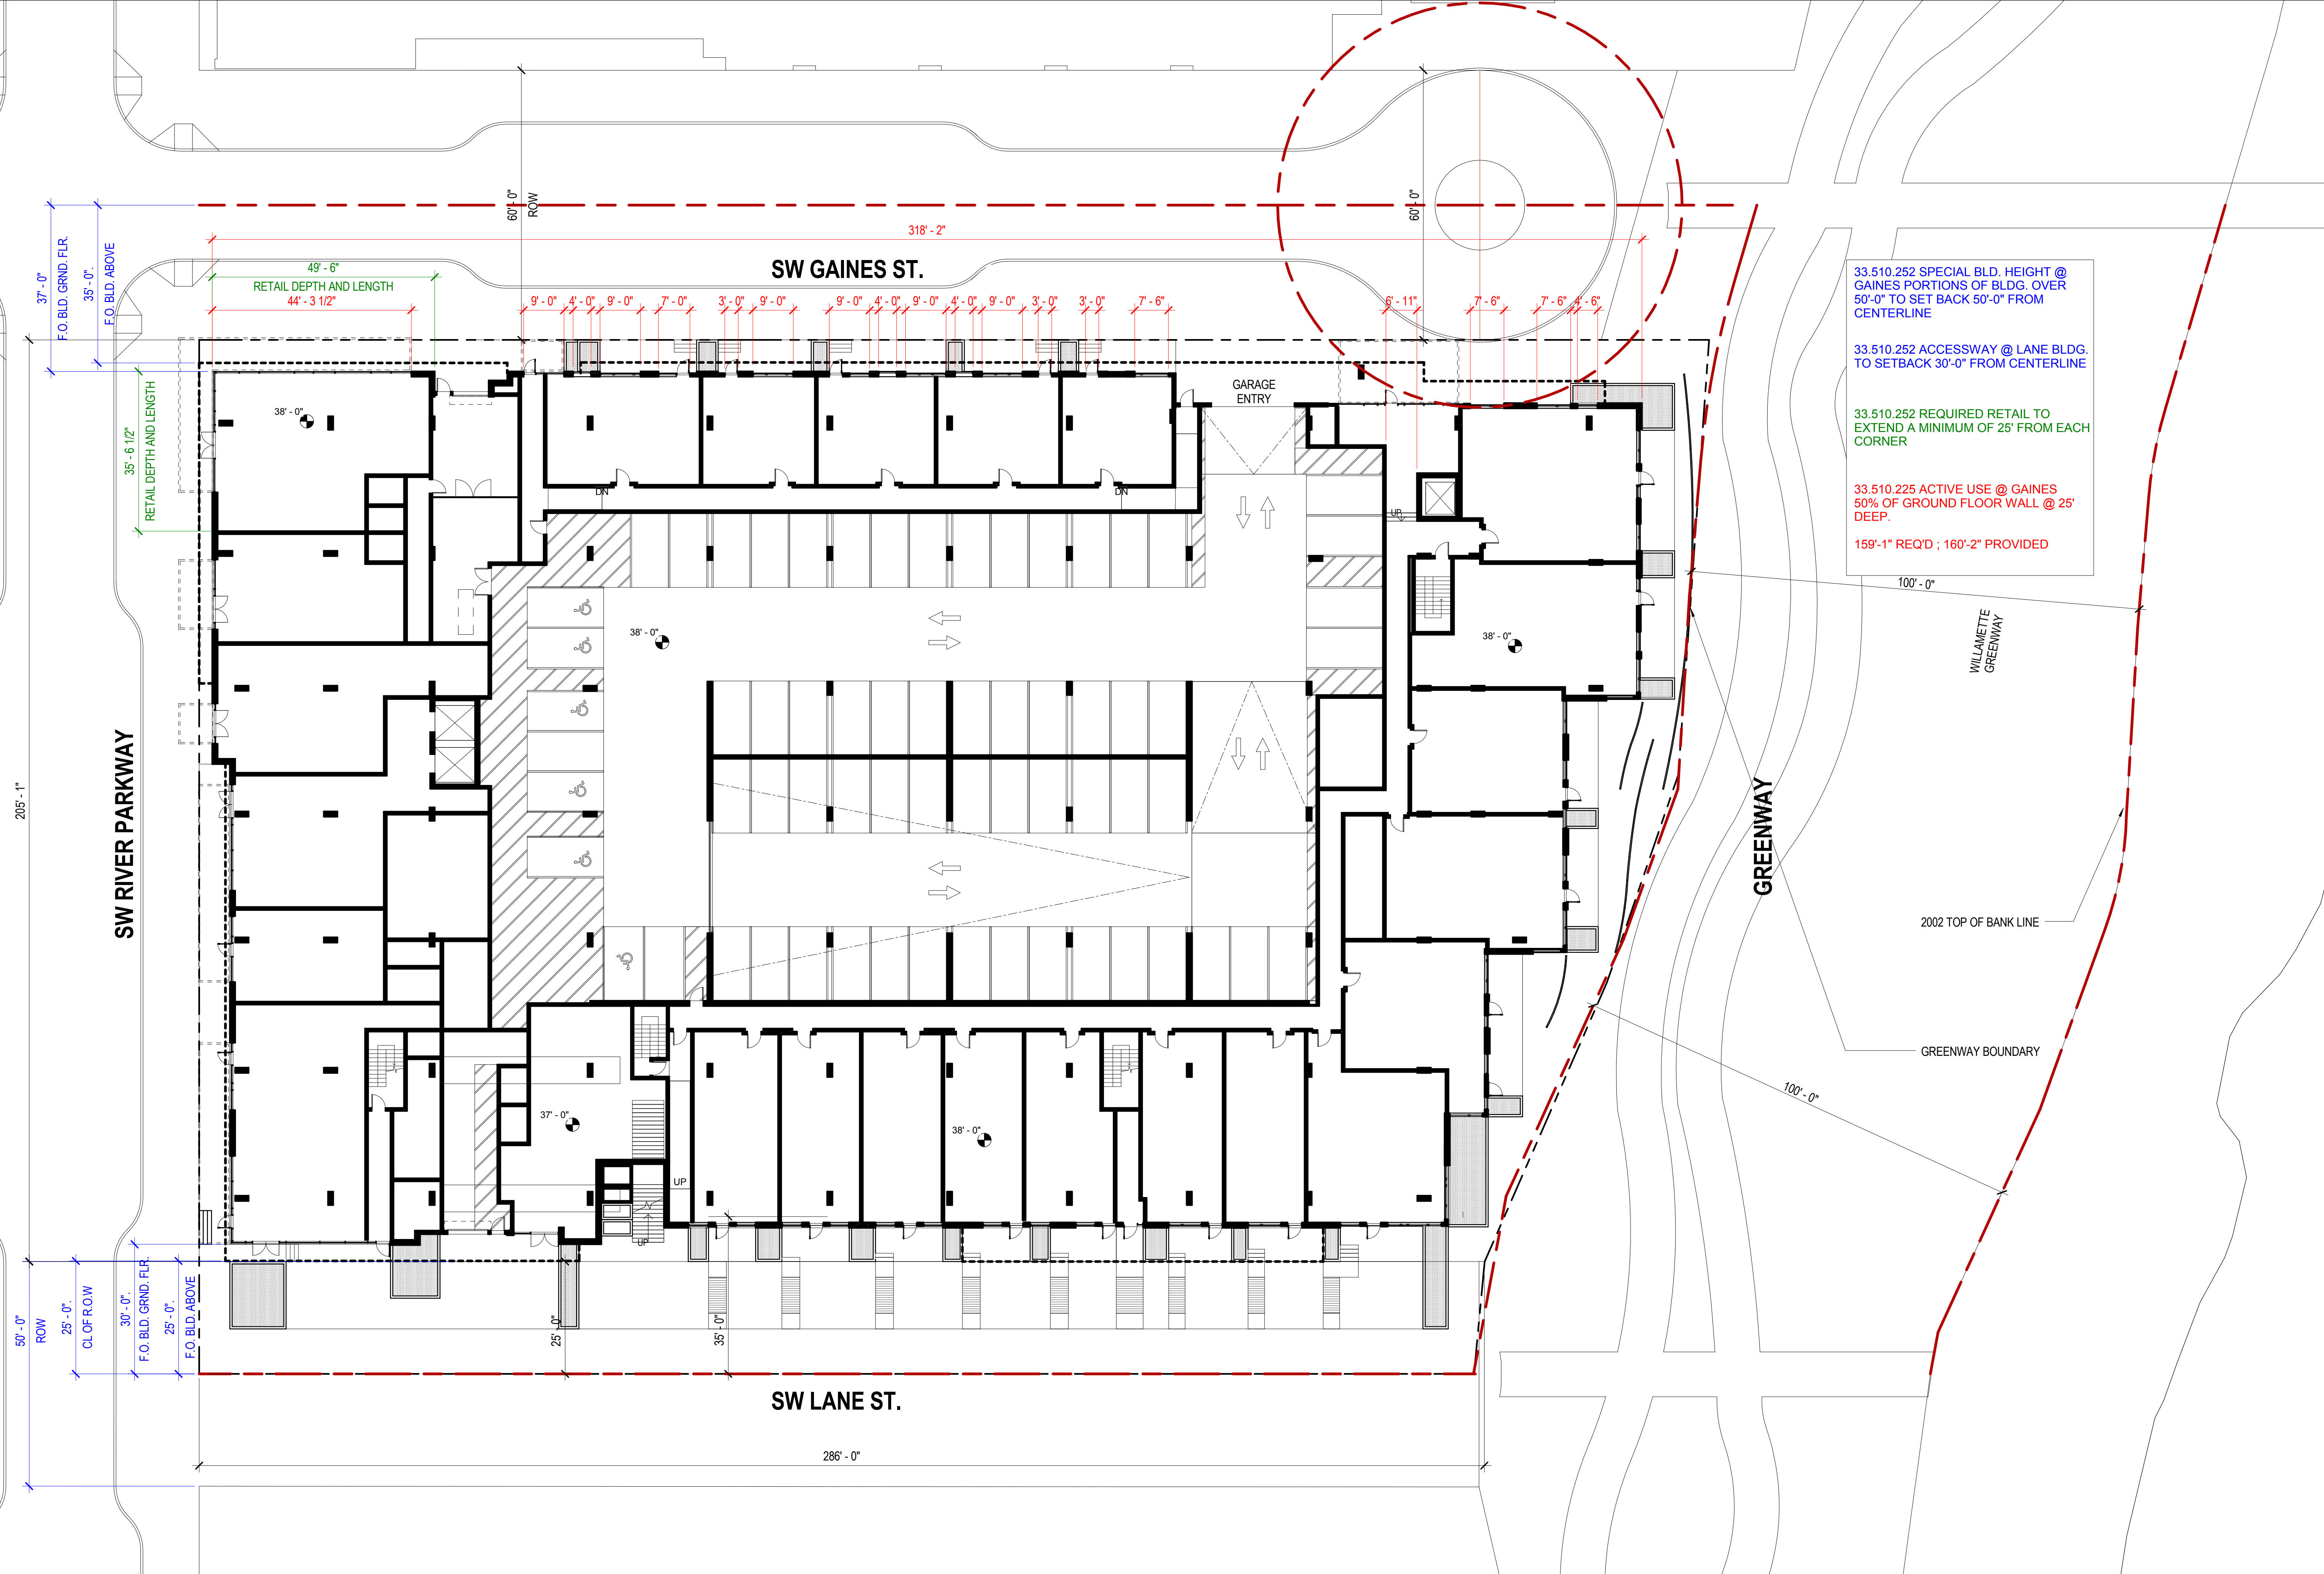 60' - 0"
ROW
60' - 0"
37' - 0"
F.O. BLD. GRND. FLR.
35' - 0".
F.O. BLD. ABOVE
318' - 2"
SW GAINES ST.
49' - 6"
RETAIL DEPTH AND LENGTH
44' - 3 1/2"
9' - 0"
4' - 0"
9' - 0"
7' - 0"
3' - 0"
9' - 0"
9' - 0"
4' - 0"
9' - 0"
4' - 0"
9' - 0"
3' - 0"
3' - 0"
7' - 6"
6' - 11"
7' - 6"
7' - 6"
4' - 6"
33.510.252 SPECIAL BLD. HEIGHT @
GAINES PORTIONS OF BLDG. OVER
50'-0" TO SET BACK 50'-0" FROM
CENTERLINE
33.510.252 ACCESSWAY @ LANE BLDG.
TO SETBACK 30'-0" FROM CENTERLINE
33.510.252 REQUIRED RETAIL TO
EXTEND A MINIMUM OF 25' FROM EACH
CORNER
33.510.225 ACTIVE USE @ GAINES
50% OF GROUND FLOOR WALL @ 25'
DEEP.
159'-1" REQ'D ; 160'-2" PROVIDED
GARAGE
ENTRY
38' - 0"
35' - 6 1/2"
RETAIL DEPTH AND LENGTH
DN
DN
UP
38' - 0"
38' - 0"
100' - 0"
WILLAMETTE
GREENWAY
205' - 1"
SW RIVER PARKWAY
GREENWAY
2002 TOP OF BANK LINE
GREENWAY BOUNDARY
100' - 0"
37' - 0"
38' - 0"
UP
UP
50' - 0"
ROW
25' - 0".
CL OF R.O.W
30' - 0".
F.O. BLD. GRND. FLR.
25' - 0".
F.O. BLD. ABOVE
25' - 0"
35' - 0"
SW LANE ST.
286' - 0"